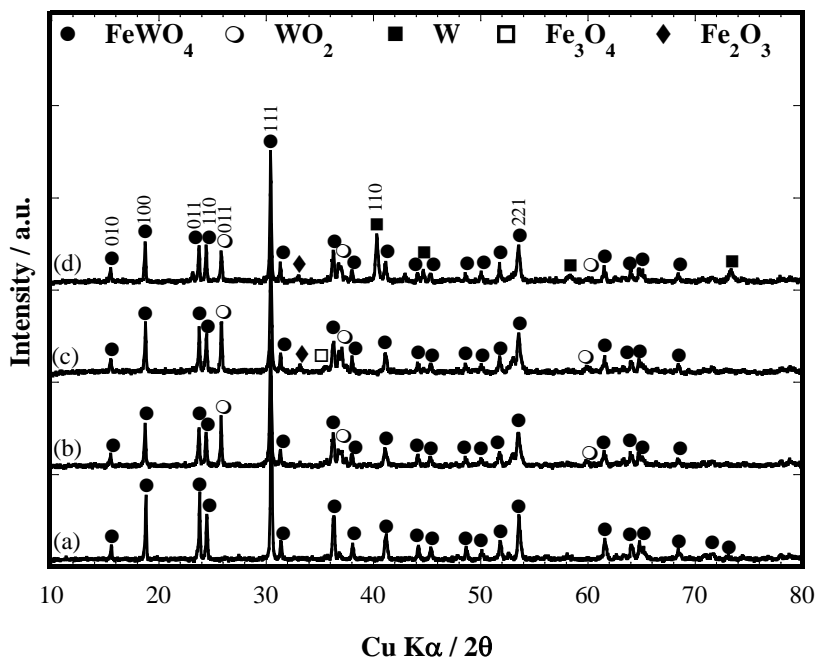 FeWO4 WO2 W Fe3O4 Fe2O3
111
010 100 011 110 011 110 221
(d)
(c)
(b)
(a)
Intensity / a.u.
10 20 30 40 50 60 70 80
Cu Kα / 2θ